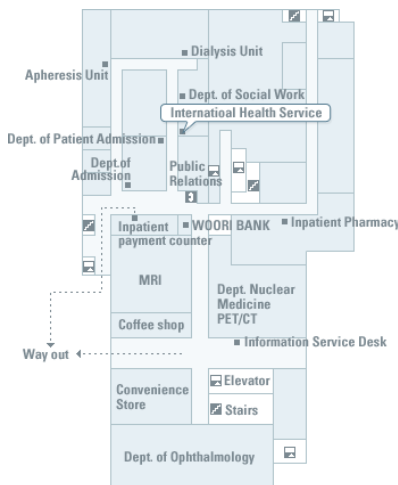 Dialysis Unit
Apheresis Unit
Dept. of Social Work
Internatioal Health Service
Dept. of Patient Admission
Dept.of
Admission
Public
Relations
Inpatient
payment counter
WOORI BANK
Inpatient Pharmacy
MRI
Dept. Nuclear
Medicine
PET/CT
Coffee shop
Information Service Desk
Way out
Convenience
Store
Elevator
Stairs
Dept. of Ophthalmology